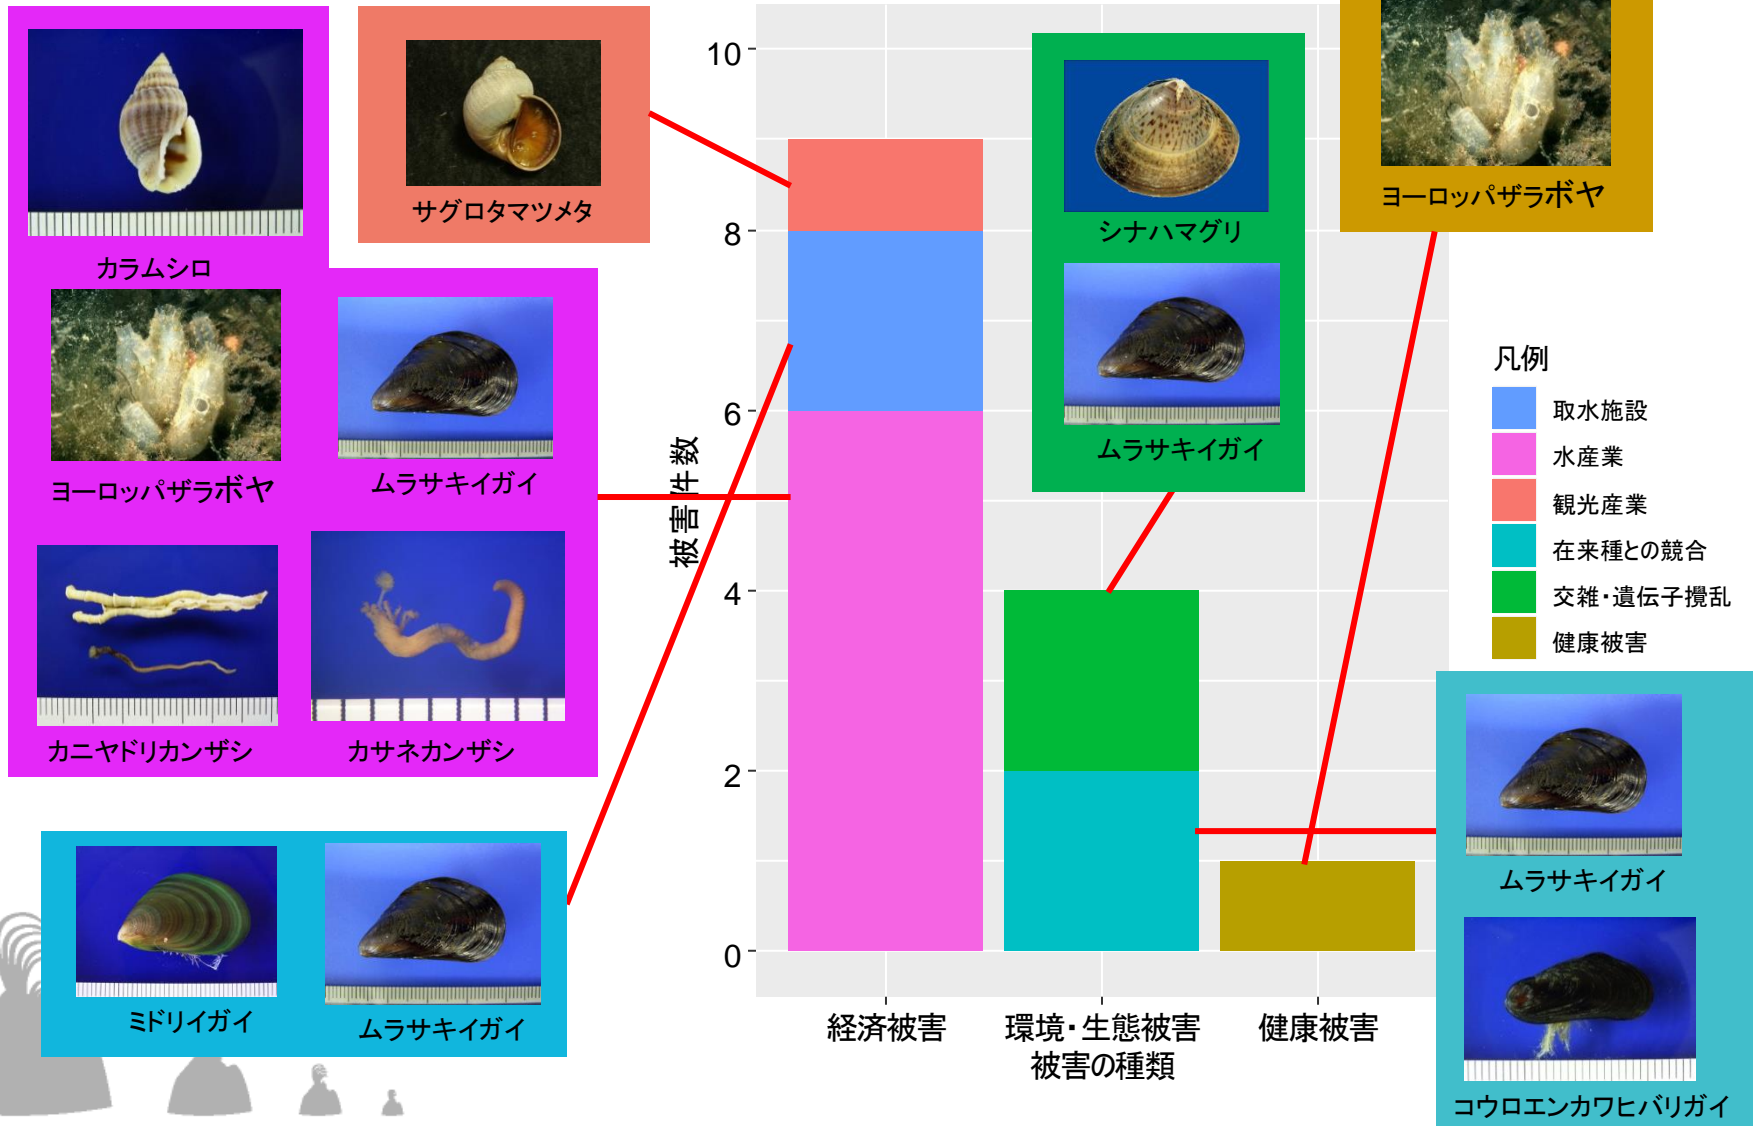 カラムシロ
ヨーロッパザラボヤ
ムラサキイガイ
カニヤドリカンザシ
カサネカンザシ
サグロタマツメタ
ミドリイガイ
ムラサキイガイ
被害件数
10
8
6
4
2
0
シナハマグリ
ムラサキイガイ
ヨーロッパザラボヤ
凡例
取水施設
水産業
観光産業
在来種との競合
交雑・遺伝子攪乱
健康被害
ムラサキイガイ
コウロエンカワヒバリガイ
経済被害
環境・生態被害
健康被害
被害の種類